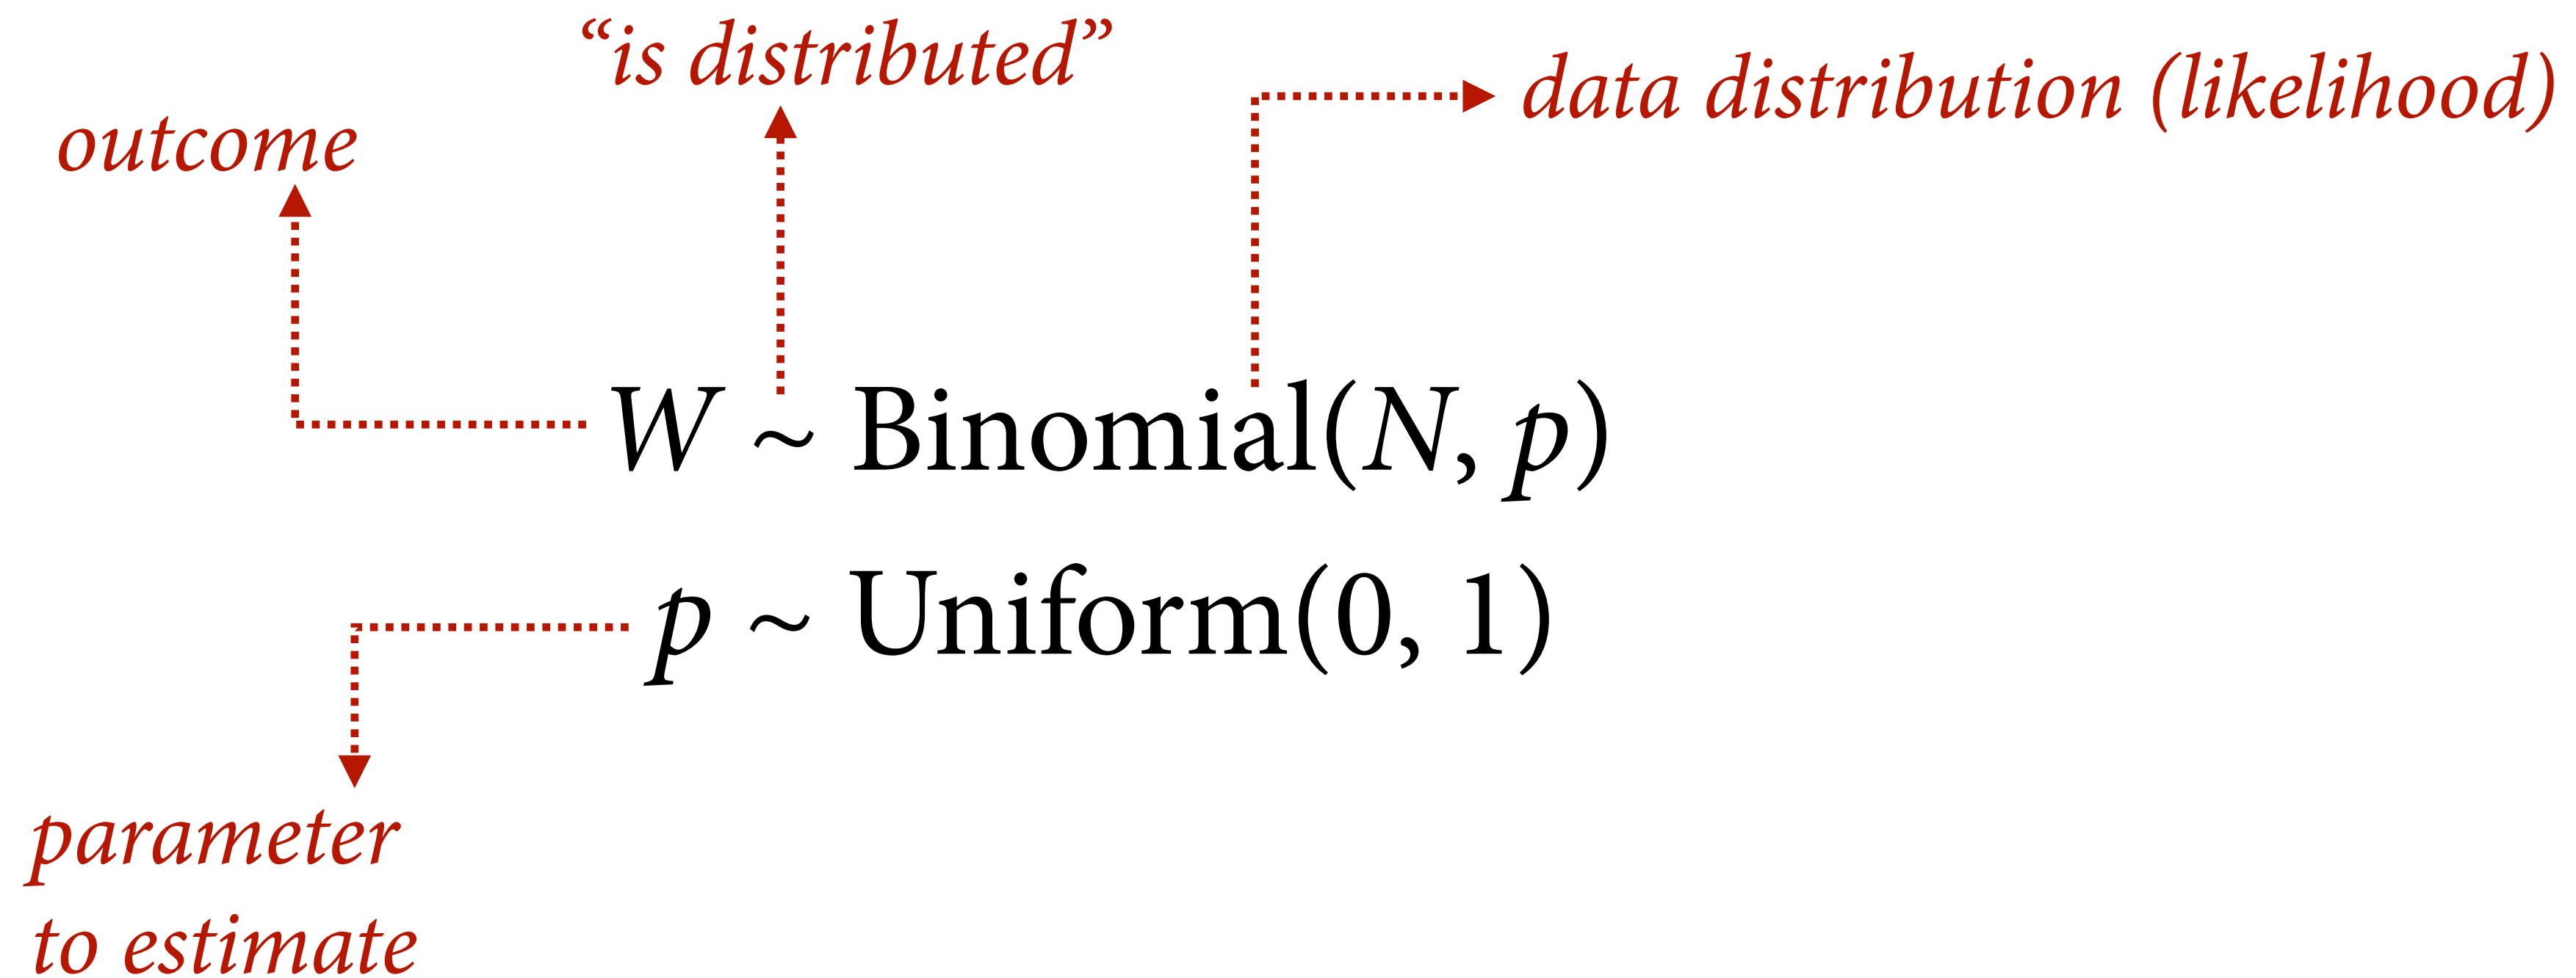 “is distributed”
data distribution (likelihood)
outcome
W ~ Binomial(N, p)
p ~ Uniform(0, 1)
parameter
to estimate